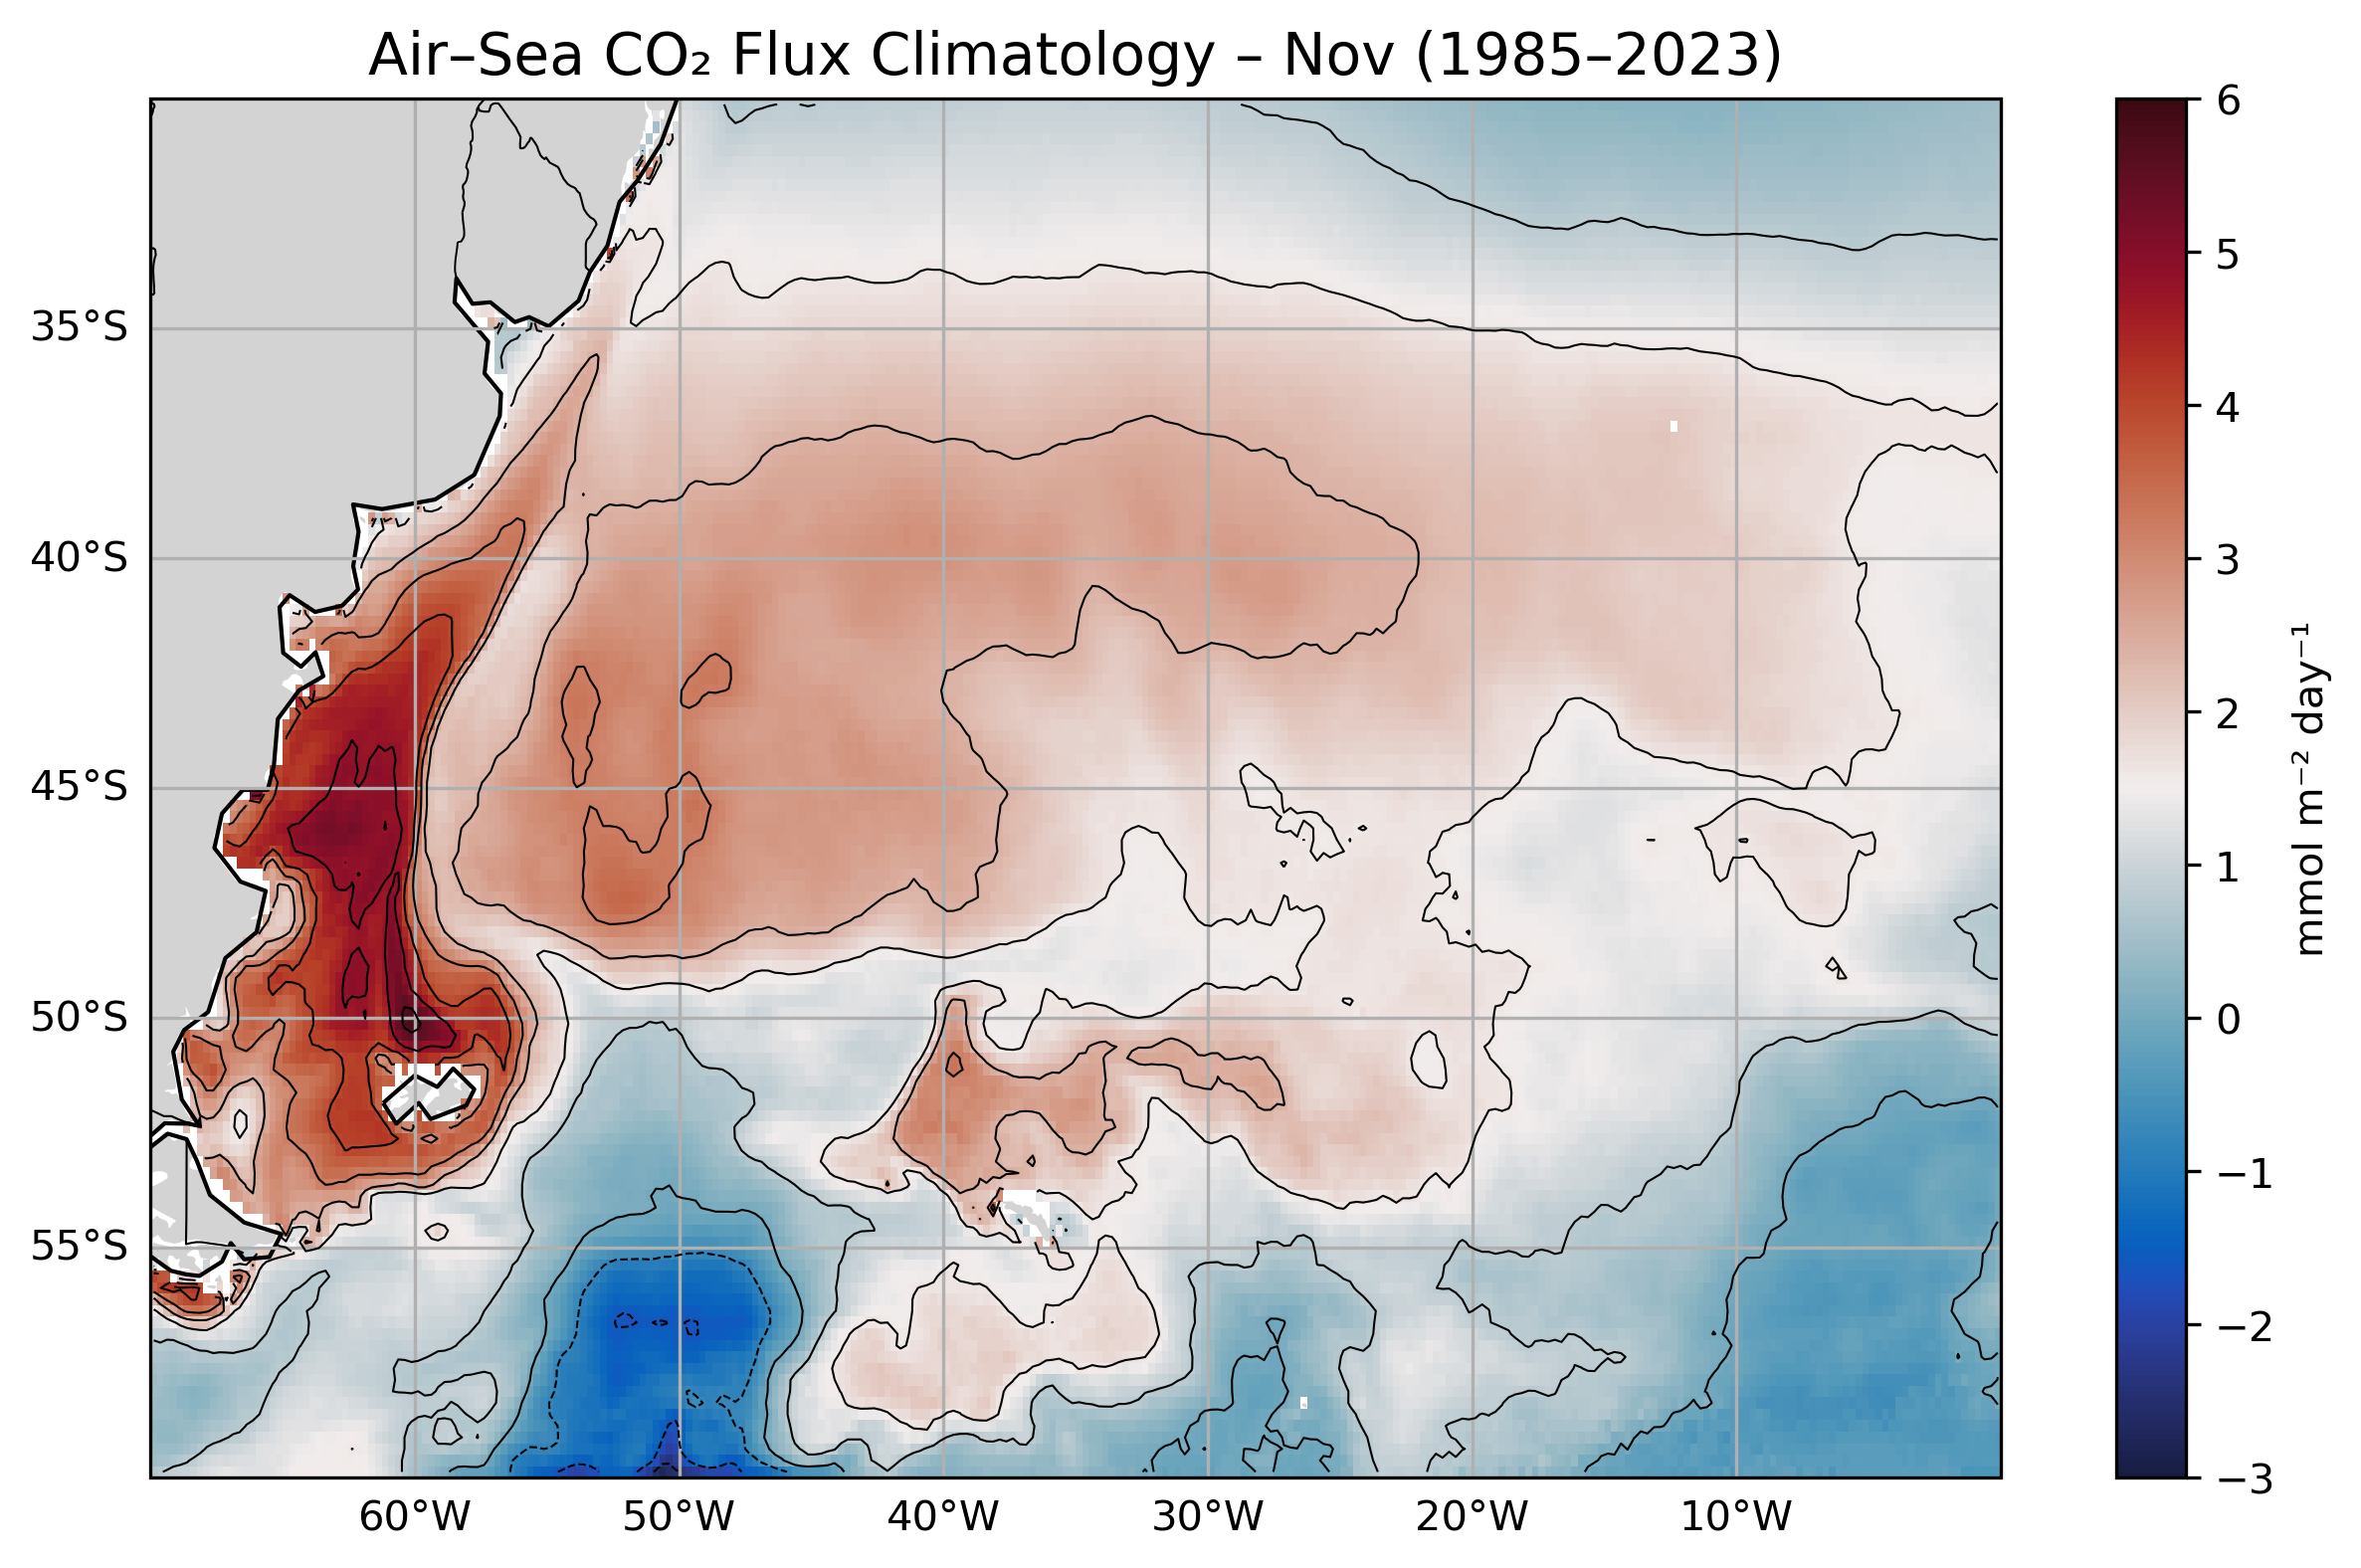 Air–Sea CO₂ Flux Climatology – Nov (1985–2023)
35°S
40°S
45°S
50°S
55°S
60°W 50°W 40°W 30°W 20°W 10°W
6
5
4
3
2
1
0
−1
−2
−3
mmol m⁻² day⁻¹